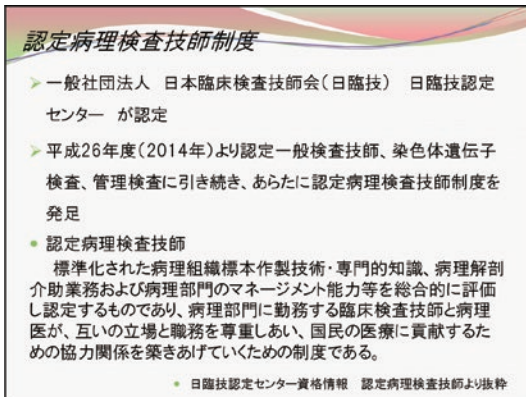 認定病理検査技師制度
➢一般社団法人　日本臨床検査技師会（日臨技）　日臨技認定
センター　が認定
➢平成26年度（2014年）より認定一般検査技師、染色体遺伝子
検査、管理検査に引き続き、あらたに認定病理検査技師制度を
発足
• 認定病理検査技師
標準化された病理組織標本作製技術・専門的知識、病理解剖
介助業務および病理部門のマネージメント能力等を総合的に評価
し認定するものであり、病理部門に勤務する臨床検査技師と病理
医が、互いの立場と職務を尊重しあい、国民の医療に貢献するた
めの協力関係を築きあげていくための制度である。
• 日臨技認定センター資格情報　認定病理検査技師より抜粋